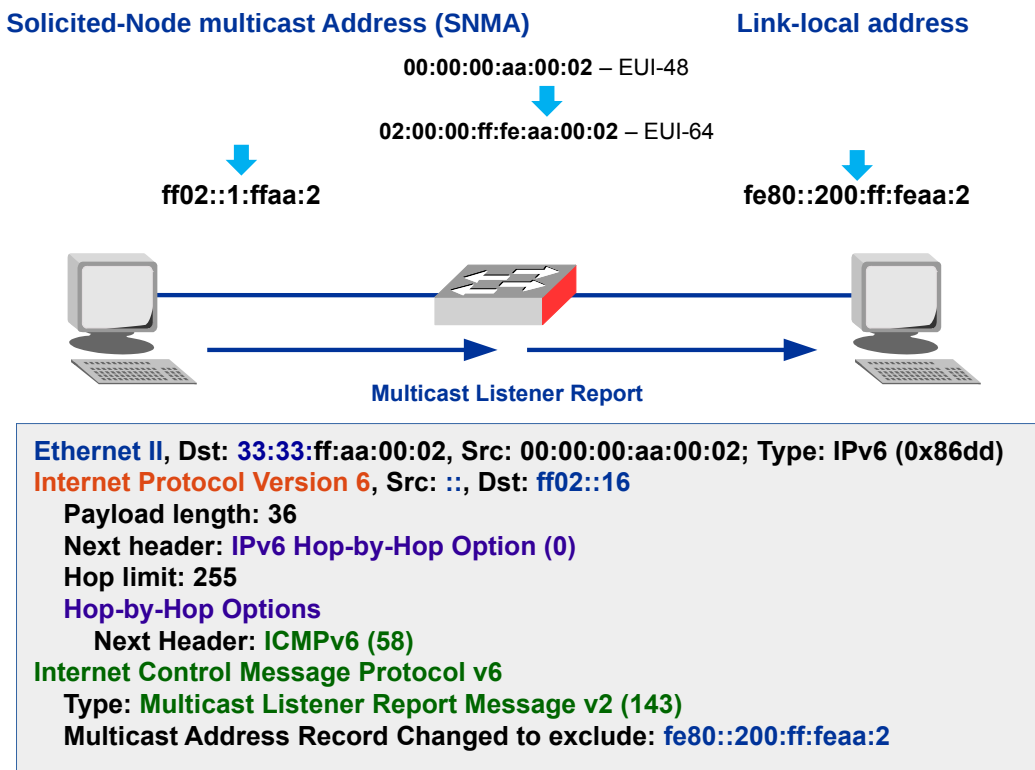 Solicited-Node multicast Address (SNMA)
Link-local address
00:00:00:aa:00:02 – EUI-48
02:00:00:ff:fe:aa:00:02 – EUI-64
ff02::1:ffaa:2
fe80::200:ff:feaa:2
Multicast Listener Report
Ethernet II, Dst: 33:33:ff:aa:00:02, Src: 00:00:00:aa:00:02; Type: IPv6 (0x86dd)
Internet Protocol Version 6, Src: ::, Dst: ff02::16
Payload length: 36
Next header: IPv6 Hop-by-Hop Option (0)
Hop limit: 255
Hop-by-Hop Options
Next Header: ICMPv6 (58)
Internet Control Message Protocol v6
Type: Multicast Listener Report Message v2 (143)
Multicast Address Record Changed to exclude: fe80::200:ff:feaa:2